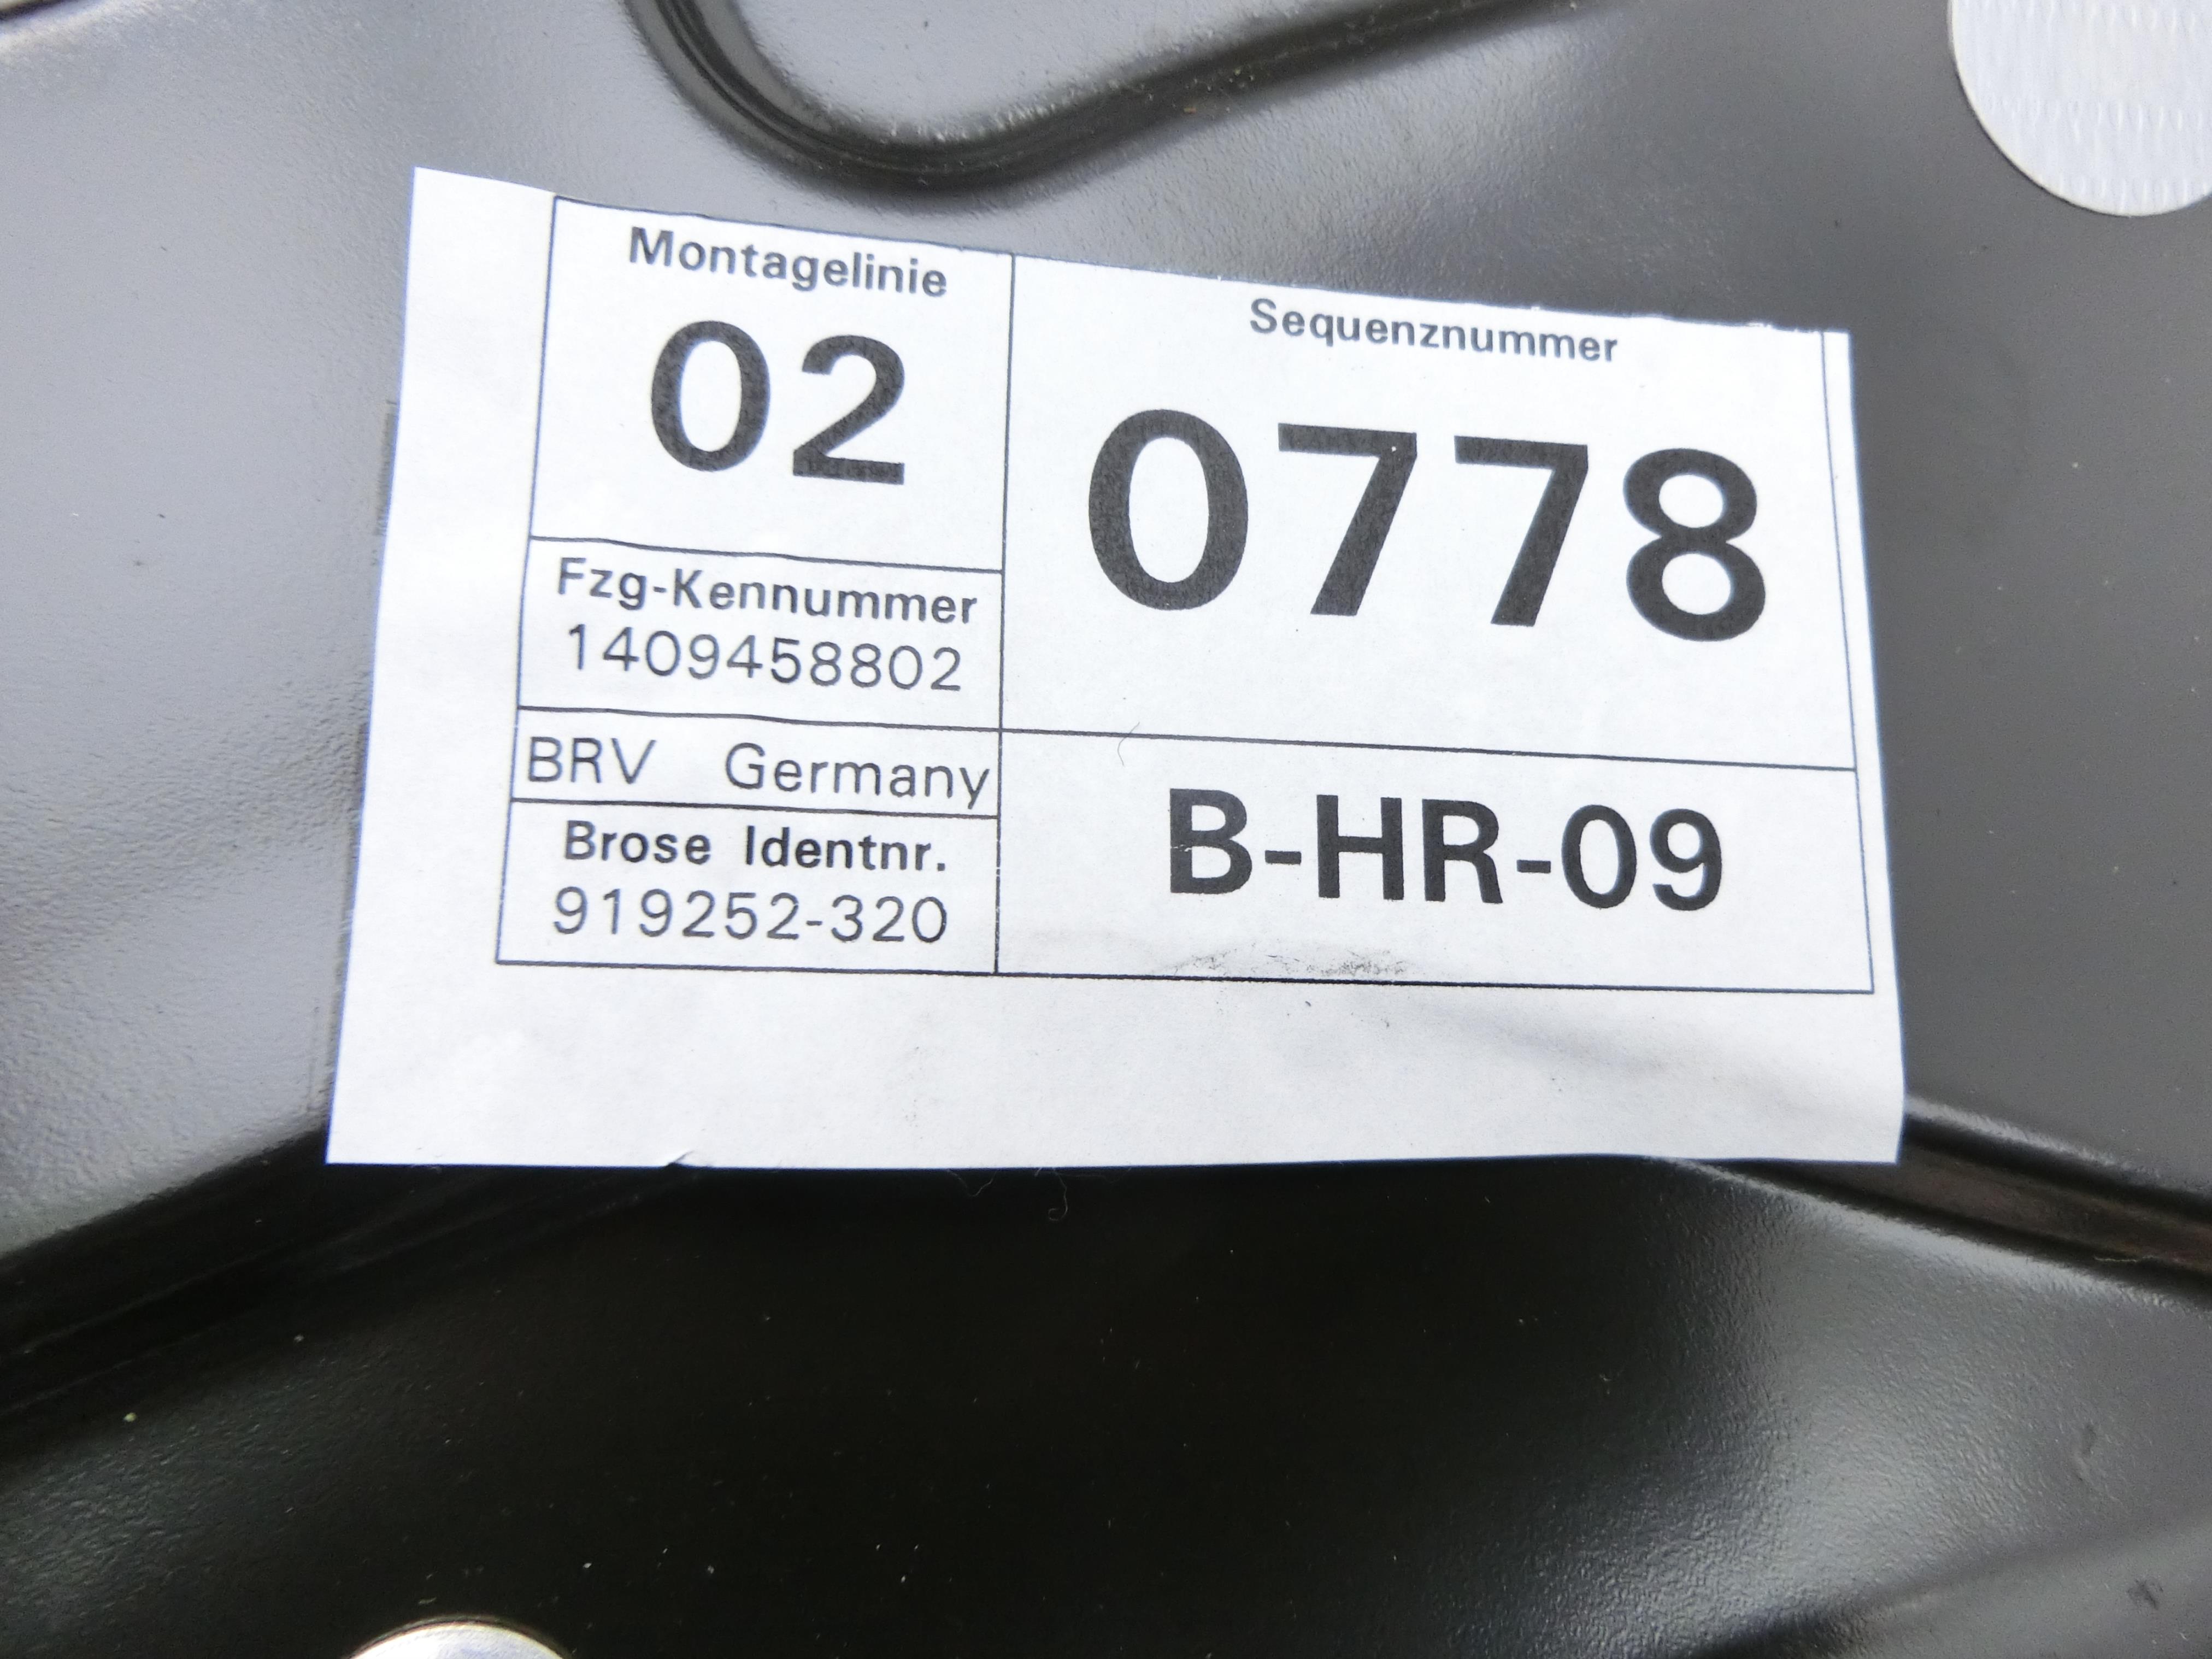 Montagelinie
02
Sequenznummer
0778
Fzg-Kennummer
1409458802
BRV Germany
Brose Identnr.
919252-320
B-HR-09